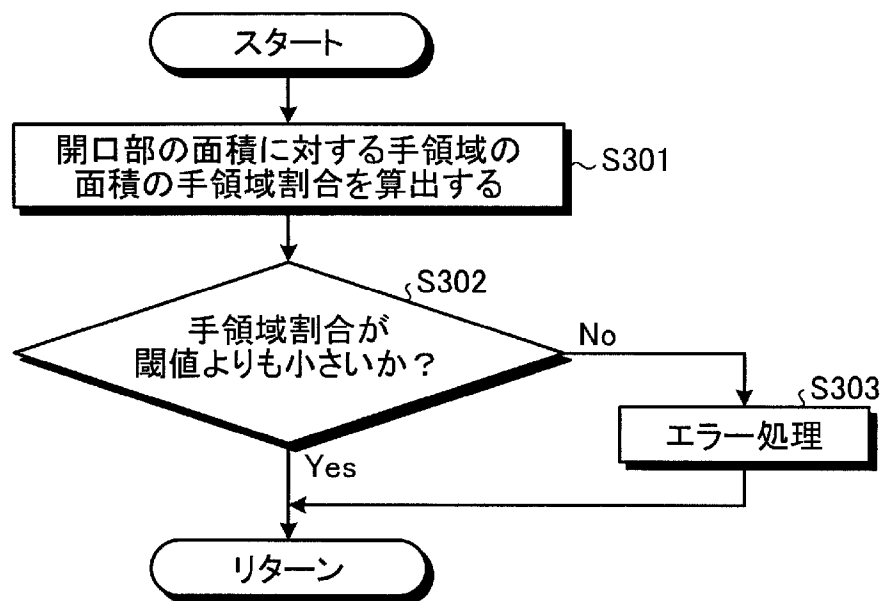 スタート
開口部の面積に対する手領域の
面積の手領域割合を算出する
S301
S302
手領域割合が
閾値よりも小さいか？
No
S303
エラー処理
Yes
リターン